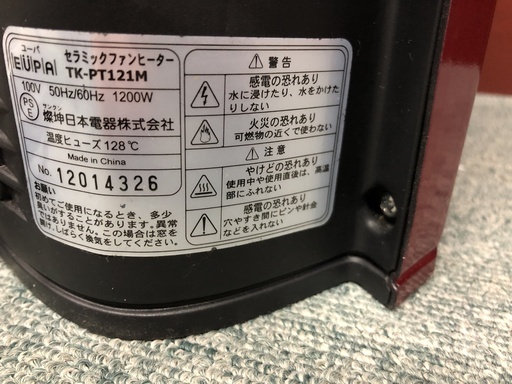 ユーパ
EUPA セラミックファンヒーター
TK-PT121M
100V 50Hz/60Hz 1200W
PSE サンクン
燦坤日本電器株式会社
温度ヒューズ128℃
Made in China
No. 12014326
お願い
初めてご使用になるとき、多少
臭いがすることがあります。異常
ではありません。この場合は窓を
開け、しばらく換気をしてください。
⚠ 警告
感電の恐れあり
水に浸けたり、水をかけた
りしない
火災の恐れあり
可燃物の近くで使わない
⚠ 注意
やけどの恐れあり
使用中や使用直後は、高温
部にふれない
感電の恐れあり
穴やすき間にピンや針金
などを入れない